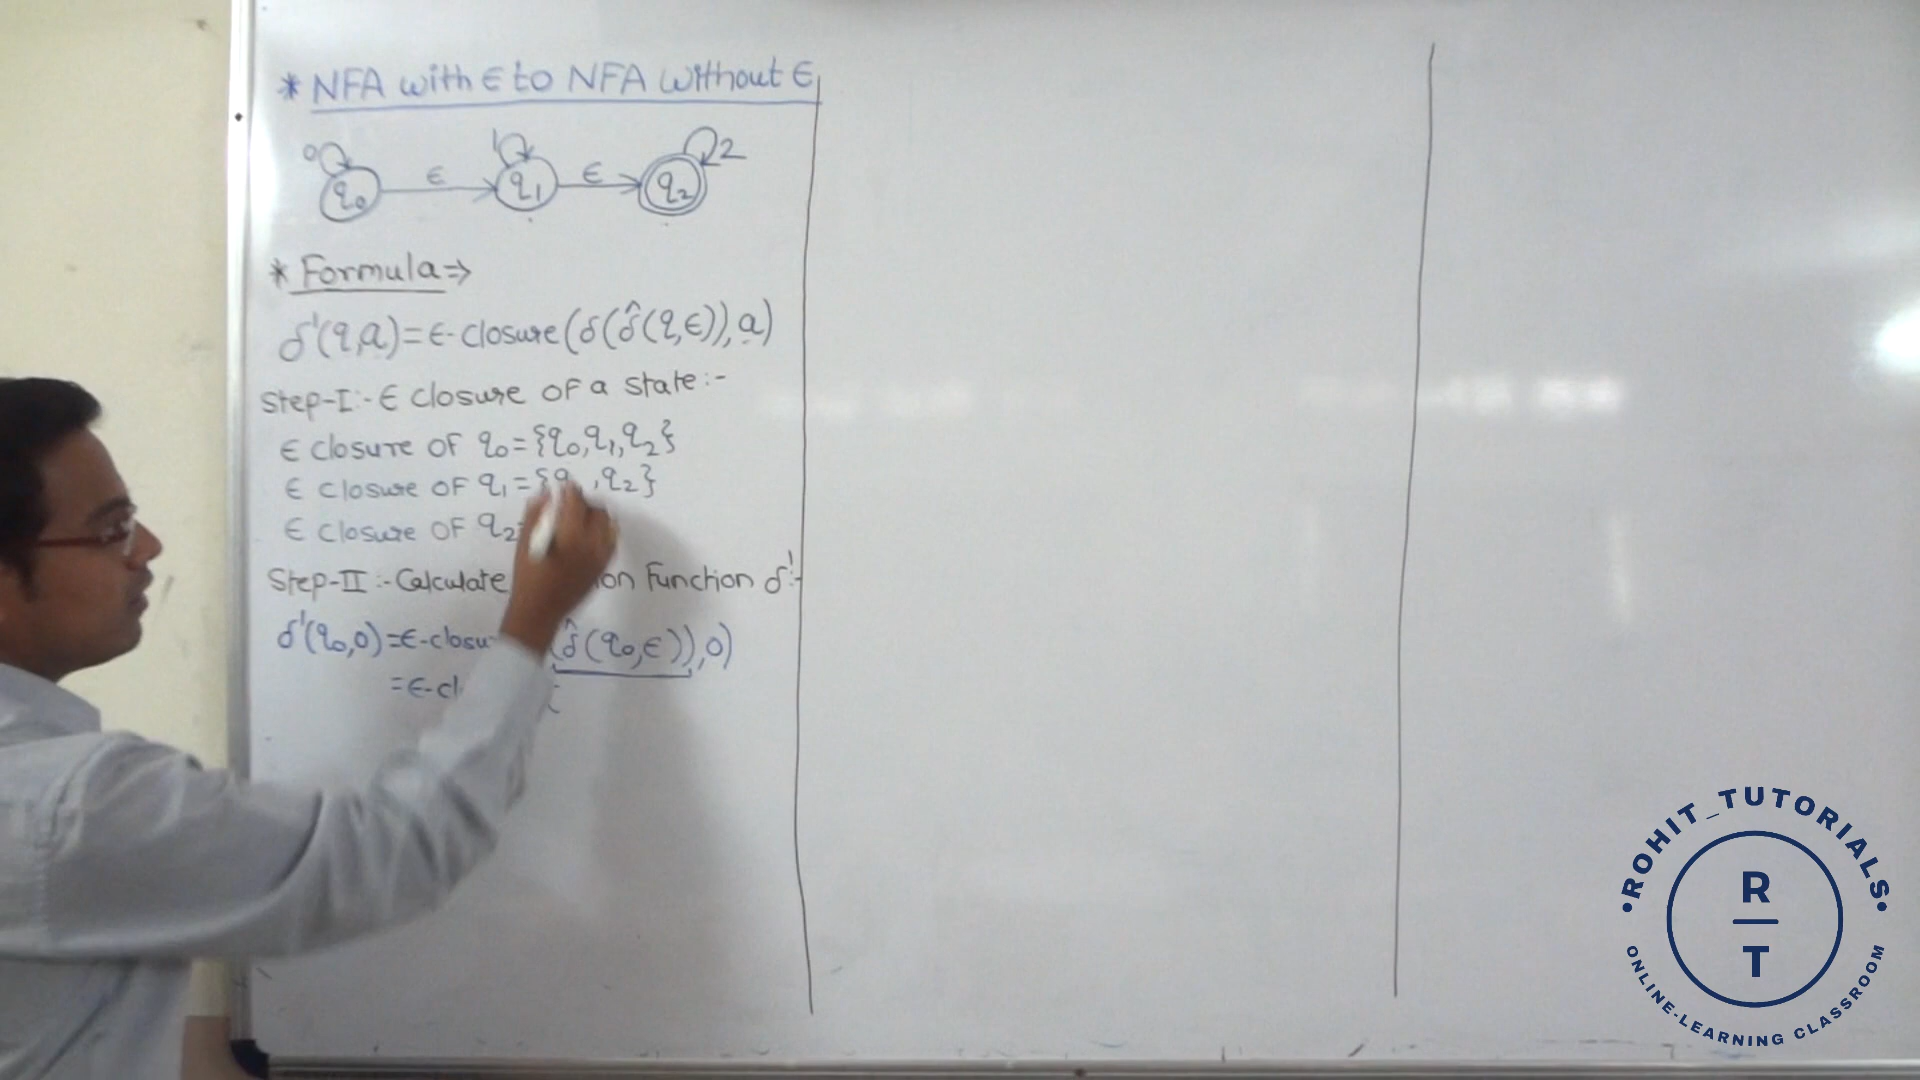 * NFA with ϵ to NFA without ϵ
0 1 2
q₀ ϵ q₁ ϵ q₂
* Formula⇒
δ'(q,a)=ϵ-closure(δ(δ̂(q,ϵ)),a)
Step-I:- ϵ closure OF a state:-
ϵ closure OF q₀={q₀,q₁,q₂}
ϵ closure OF q₁={q ,q₂}
ϵ closure OF q₂
Step-II:-Calculate Function δ':-
δ'(q₀,0)=ϵ-closu (δ̂(q₀,ϵ)),0)
=ϵ-cl
•ROHIT_TUTORIALS•
R
T
ONLINE-LEARNING CLASSROOM